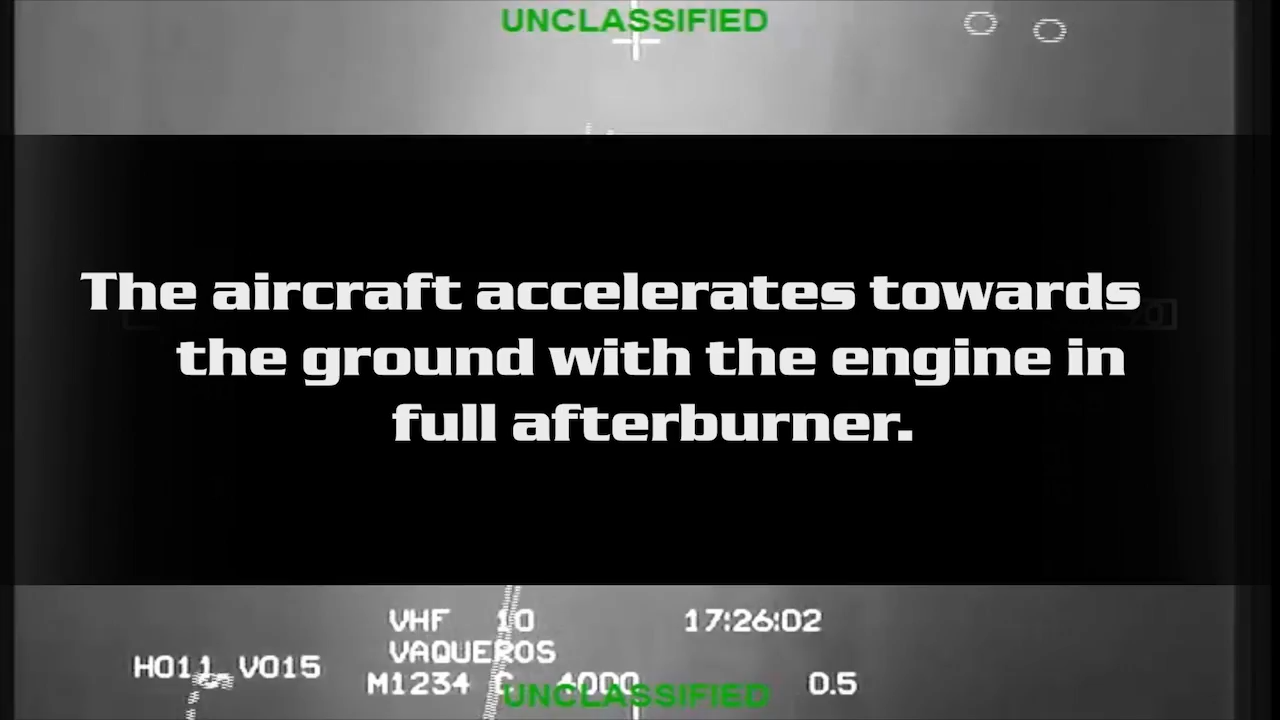 UNCLASSIFIED
The aircraft accelerates towards
the ground with the engine in
full afterburner.
VHF 10 17:26:02
VAQUEROS
H011 V015
M1234 C 4000 0.5
UNCLASSIFIED